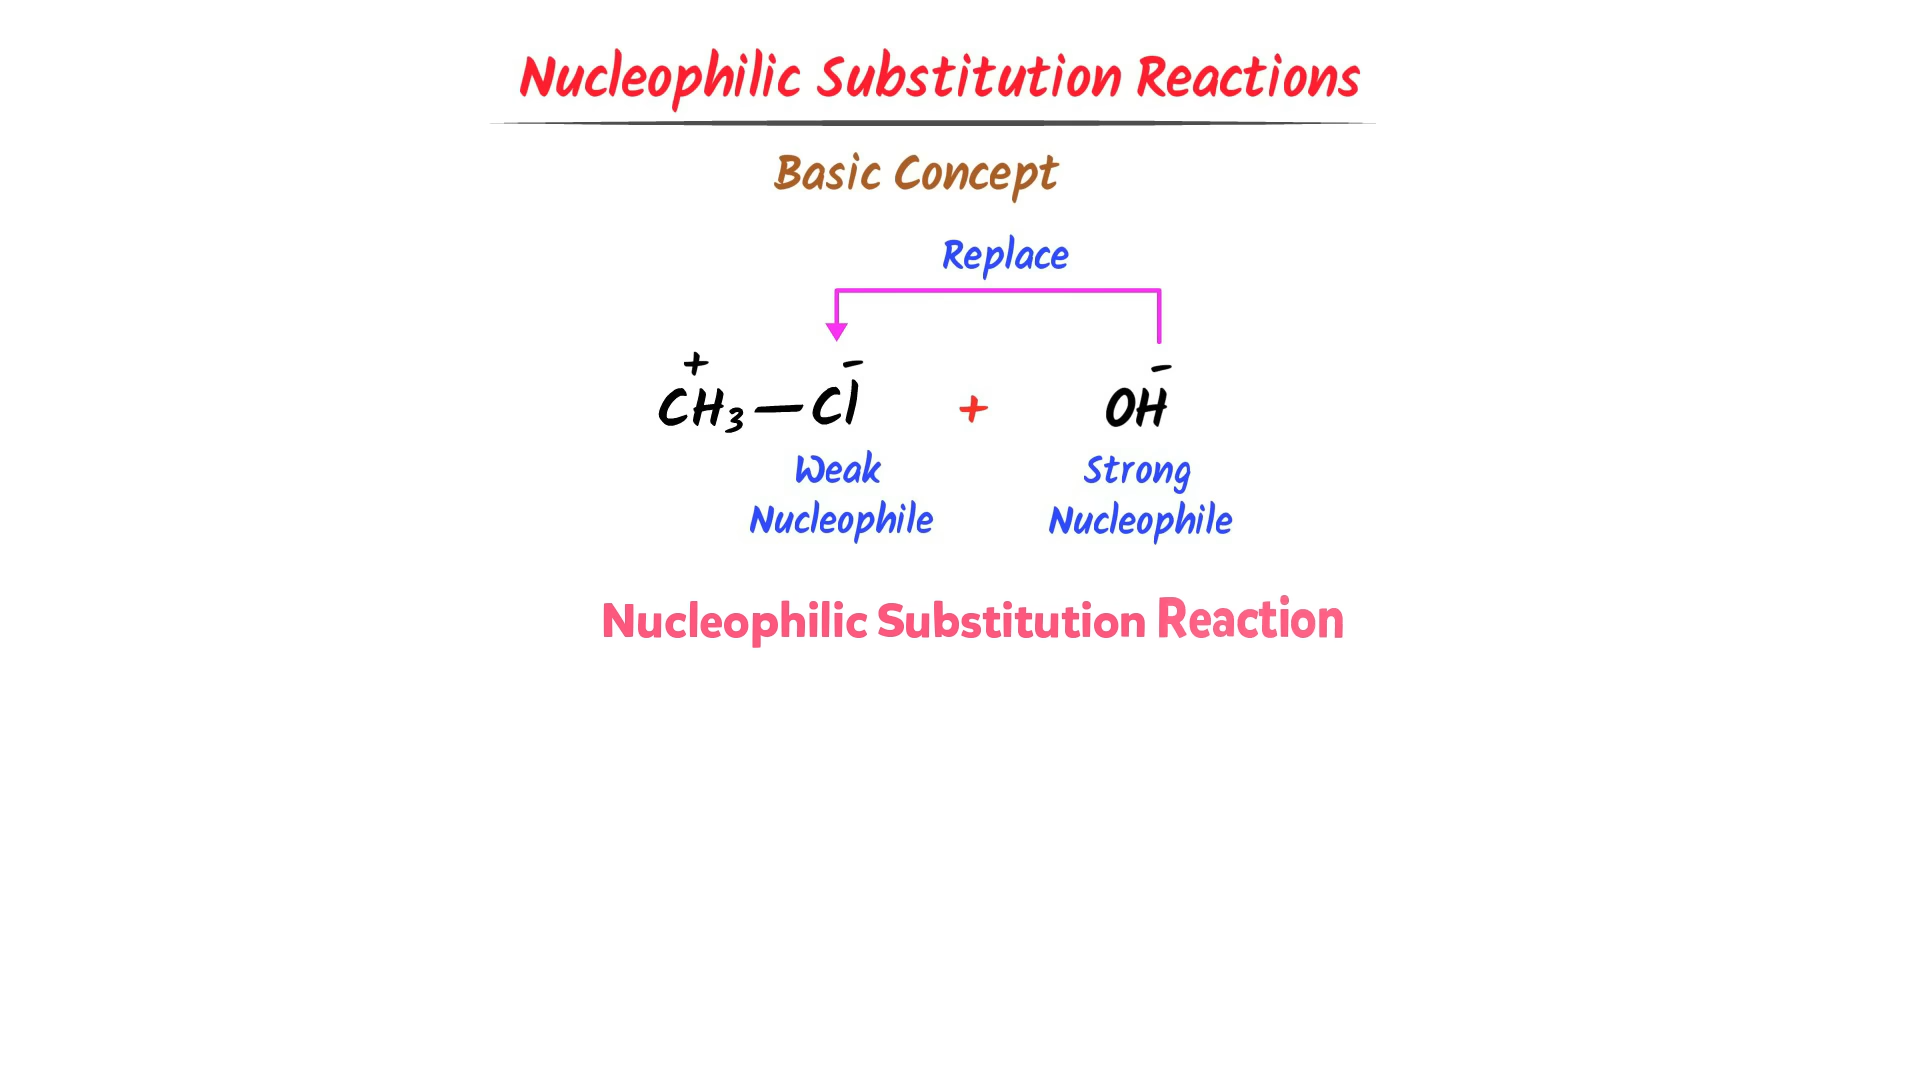 Nucleophilic Substitution Reactions
Basic Concept
Replace
+ - -
CH₃—Cl + OH
Weak Strong
Nucleophile Nucleophile
Nucleophilic Substitution Reaction